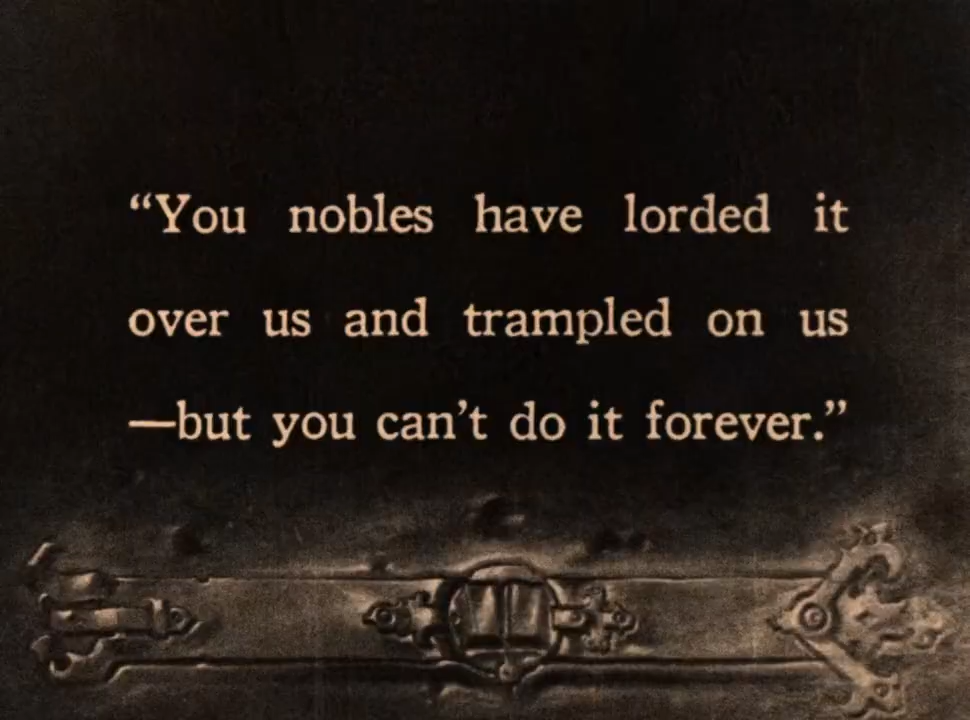 “You nobles have lorded it
over us and trampled on us
—but you can’t do it forever.”